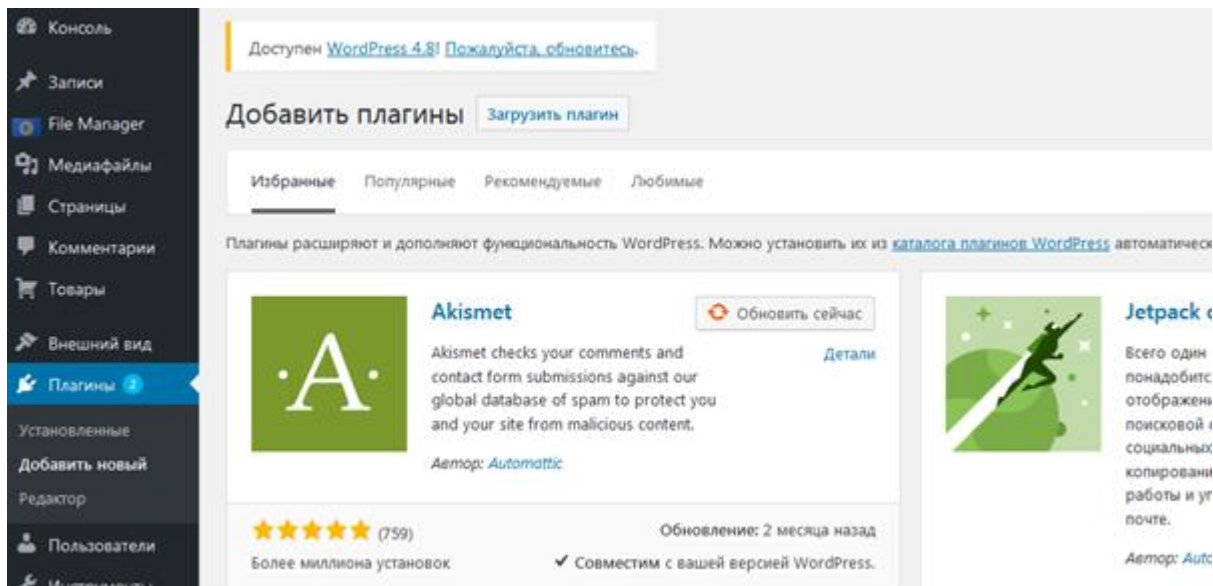 Консоль
Записи
File Manager
Медиафайлы
Страницы
Комментарии
Товары
Внешний вид
Плагины 2
Установленные
Добавить новый
Редактор
Пользователи
Инструменты
Доступен WordPress 4.8! Пожалуйста, обновитесь.
Добавить плагины Загрузить плагин
Избранные Популярные Рекомендуемые Любимые
Плагины расширяют и дополняют функциональность WordPress. Можно установить их из каталога плагинов WordPress автоматическ
·A·
Akismet
Обновить сейчас
Детали
Akismet checks your comments and
contact form submissions against our
global database of spam to protect you
and your site from malicious content.
Автор: Automattic
(759)
Более миллиона установок
Обновление: 2 месяца назад
✓ Совместим с вашей версией WordPress.
Jetpack
Всего один
понадобитс
отображени
поисковой
социальных
копировани
работы и уп
почте.
Автор: Auto